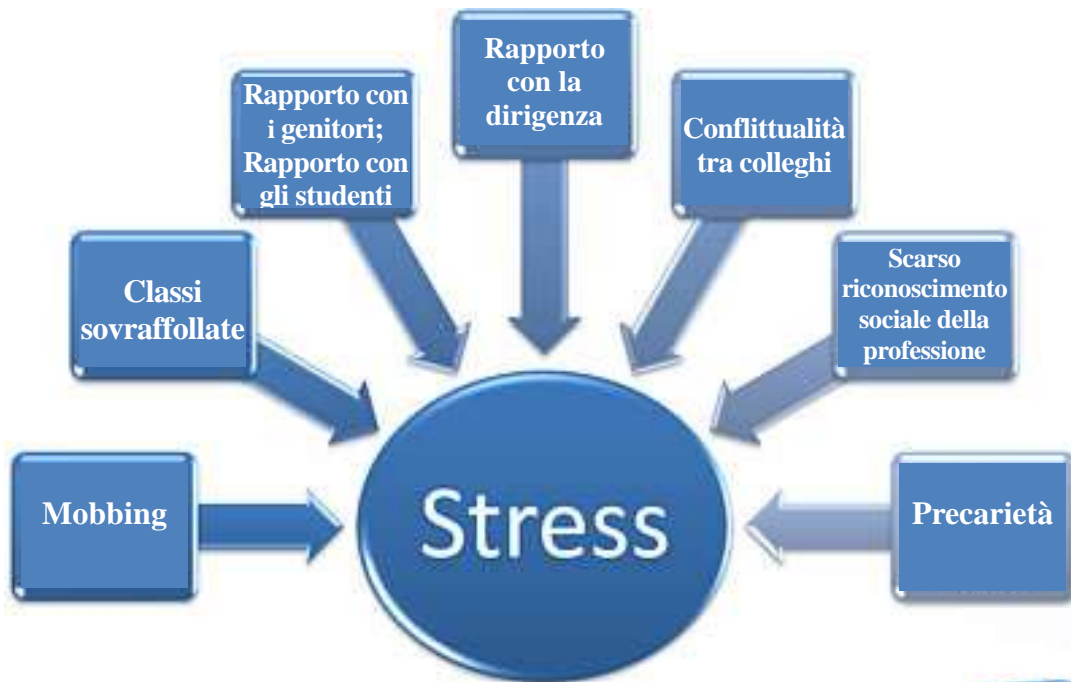 Mobbing
Classi
sovraffollate
Rapporto con
i genitori;
Rapporto con
gli studenti
Rapporto
con la
dirigenza
Conflittualità
tra colleghi
Scarso
riconoscimento
sociale della
professione
Precarietà
Stress